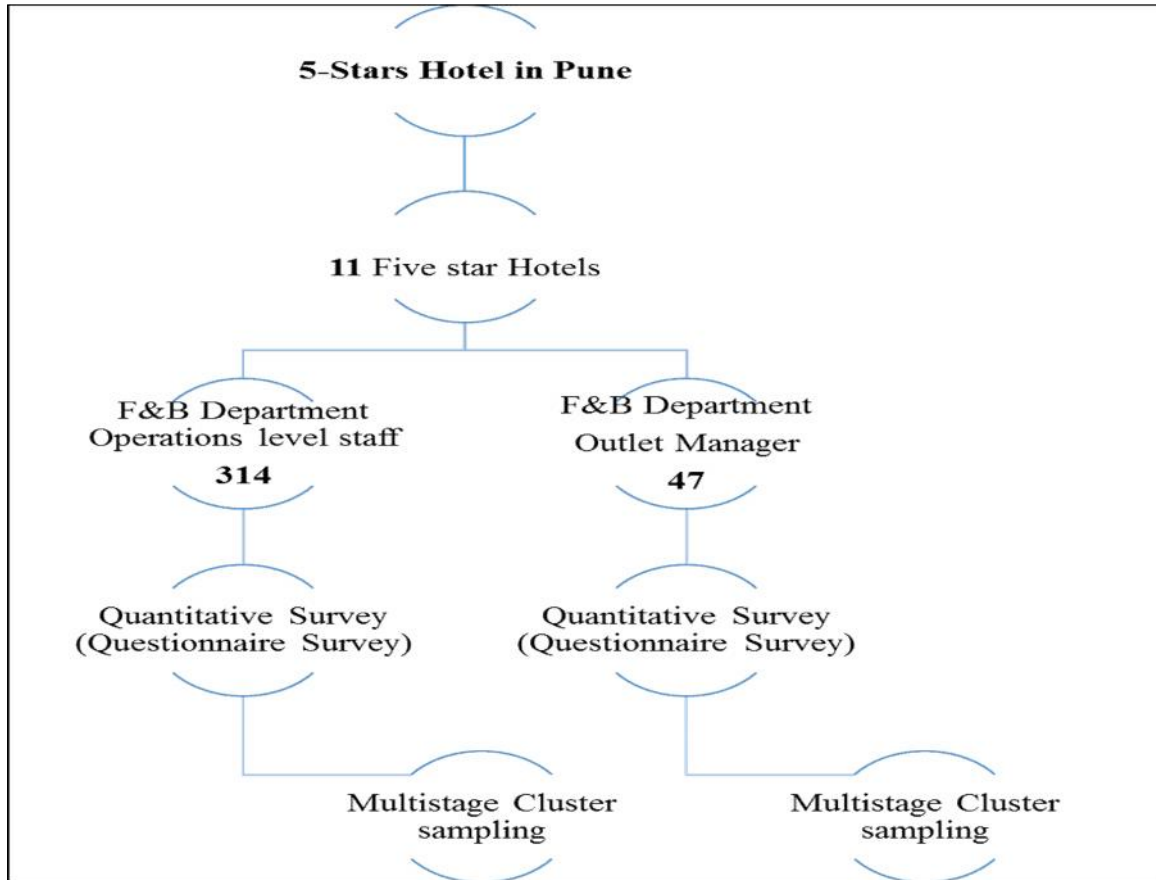 5-Stars Hotel in Pune
11 Five star Hotels
F&B Department
Operations level staff
314
F&B Department
Outlet Manager
47
Quantitative Survey
(Questionnaire Survey)
Quantitative Survey
(Questionnaire Survey)
Multistage Cluster
sampling
Multistage Cluster
sampling